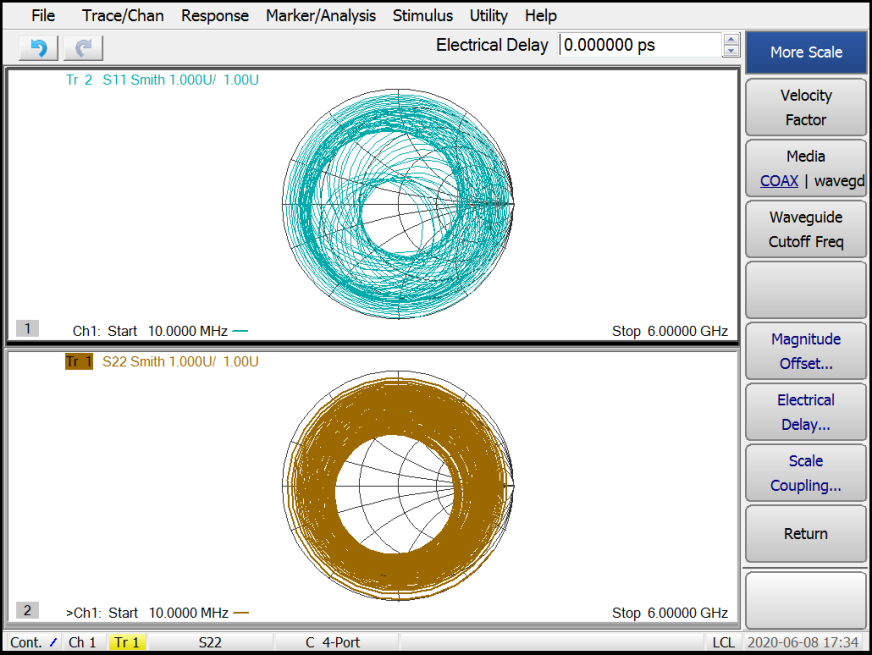 File Trace/Chan Response Marker/Analysis Stimulus Utility Help
Electrical Delay 0.000000 ps
More Scale
Velocity
Factor
Media
COAX | wavegd
Waveguide
Cutoff Freq
Magnitude
Offset...
Electrical
Delay...
Scale
Coupling...
Return
Tr 2 S11 Smith 1.000U/ 1.00U
1 Ch1: Start 10.0000 MHz Stop 6.00000 GHz
Tr 1 S22 Smith 1.000U/ 1.00U
2 >Ch1: Start 10.0000 MHz Stop 6.00000 GHz
Cont. Ch 1 Tr 1 S22 C 4-Port LCL 2020-06-08 17:34